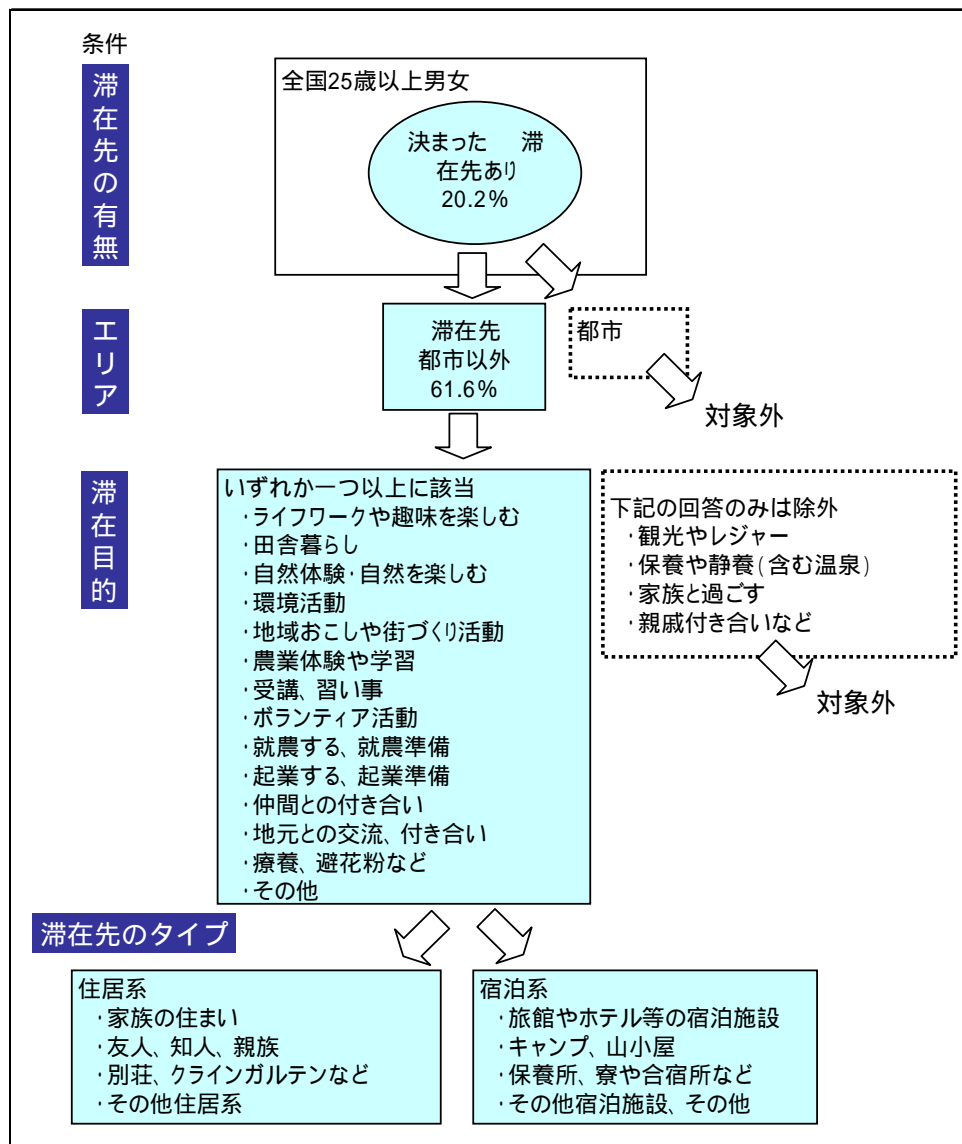 条件
滞在先の有無
全国25歳以上男女
決まった 滞
在先あり
20.2%
エリア
滞在先
都市以外
61.6%
都市
対象外
滞在目的
いずれか一つ以上に該当
・ライフワークや趣味を楽しむ
・田舎暮らし
・自然体験・自然を楽しむ
・環境活動
・地域おこしや街づくり活動
・農業体験や学習
・受講、習い事
・ボランティア活動
・就農する、就農準備
・起業する、起業準備
・仲間との付き合い
・地元との交流、付き合い
・療養、避花粉など
・その他
下記の回答のみは除外
・観光やレジャー
・保養や静養(含む温泉)
・家族と過ごす
・親戚付き合いなど
対象外
滞在先のタイプ
住居系
・家族の住まい
・友人、知人、親族
・別荘、クラインガルテンなど
・その他住居系
宿泊系
・旅館やホテル等の宿泊施設
・キャンプ、山小屋
・保養所、寮や合宿所など
・その他宿泊施設、その他